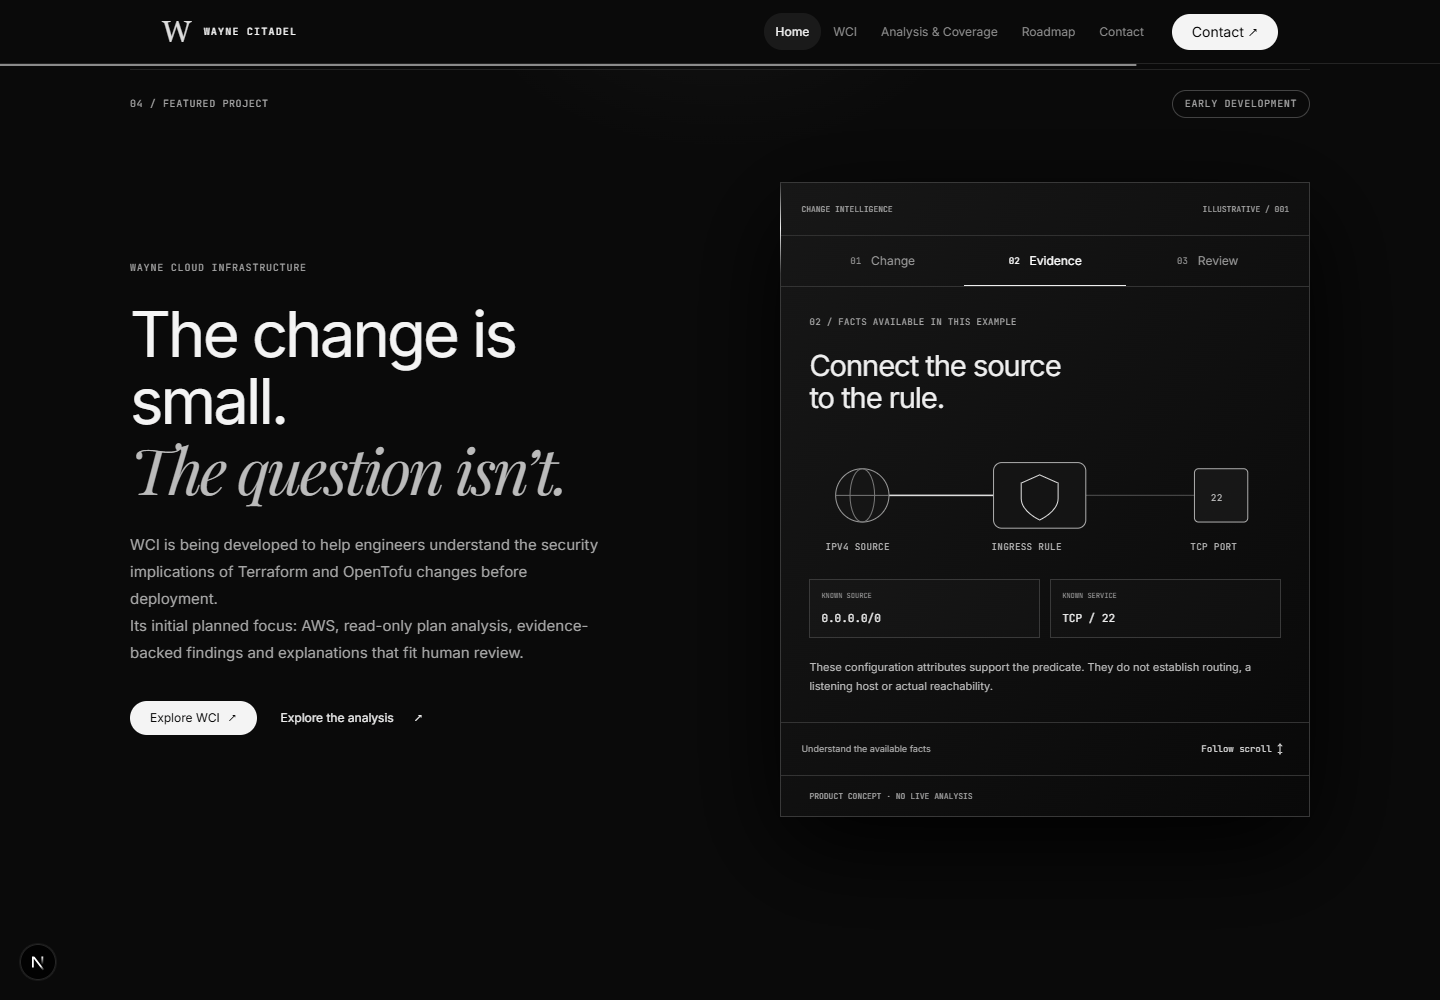 W WAYNE CITADEL
Home WCI Analysis & Coverage Roadmap Contact Contact ↗
04 / FEATURED PROJECT
EARLY DEVELOPMENT
WAYNE CLOUD INFRASTRUCTURE
The change is
small.
The question isn’t.
WCI is being developed to help engineers understand the security
implications of Terraform and OpenTofu changes before
deployment.
Its initial planned focus: AWS, read-only plan analysis, evidence-
backed findings and explanations that fit human review.
Explore WCI ↗ Explore the analysis ↗
CHANGE INTELLIGENCE ILLUSTRATIVE / 001
01 Change 02 Evidence 03 Review
02 / FACTS AVAILABLE IN THIS EXAMPLE
Connect the source
to the rule.
22
IPV4 SOURCE INGRESS RULE TCP PORT
KNOWN SOURCE
0.0.0.0/0
KNOWN SERVICE
TCP / 22
These configuration attributes support the predicate. They do not establish routing, a
listening host or actual reachability.
Understand the available facts Follow scroll ↕
PRODUCT CONCEPT · NO LIVE ANALYSIS
N